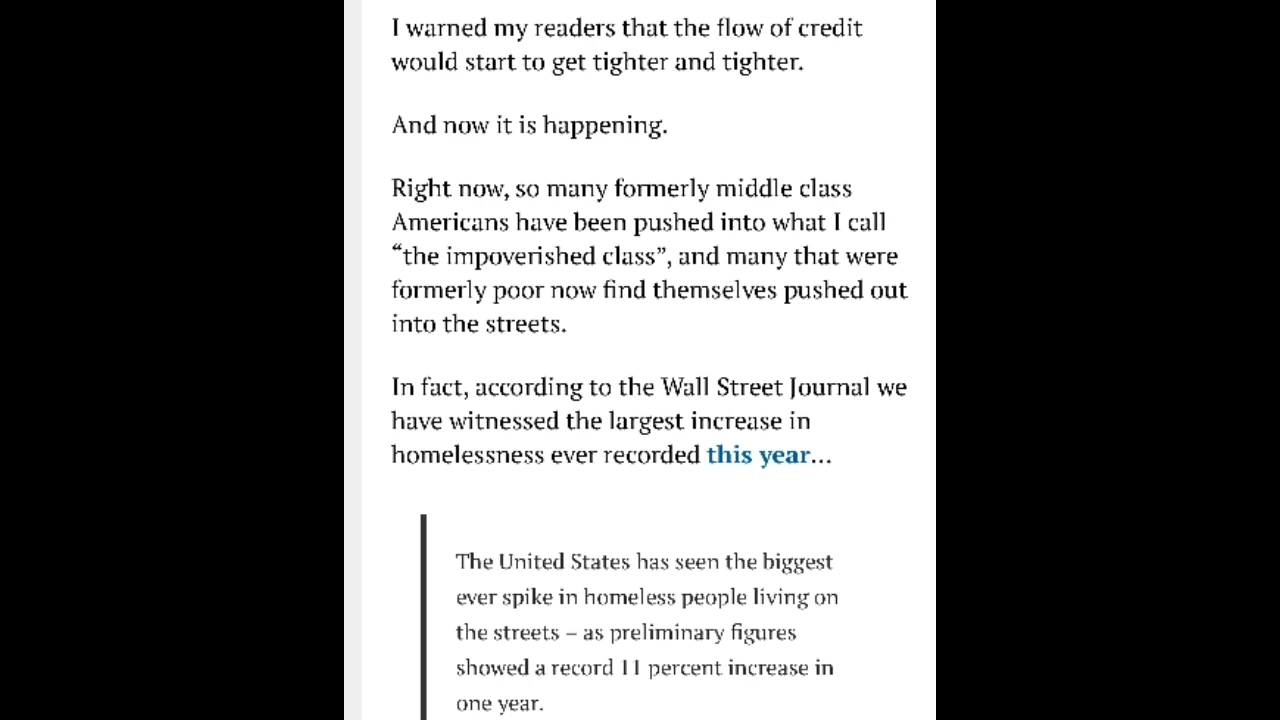 I warned my readers that the flow of credit
would start to get tighter and tighter.
And now it is happening.
Right now, so many formerly middle class
Americans have been pushed into what I call
“the impoverished class”, and many that were
formerly poor now find themselves pushed out
into the streets.
In fact, according to the Wall Street Journal we
have witnessed the largest increase in
homelessness ever recorded this year...
The United States has seen the biggest
ever spike in homeless people living on
the streets – as preliminary figures
showed a record 11 percent increase in
one year.